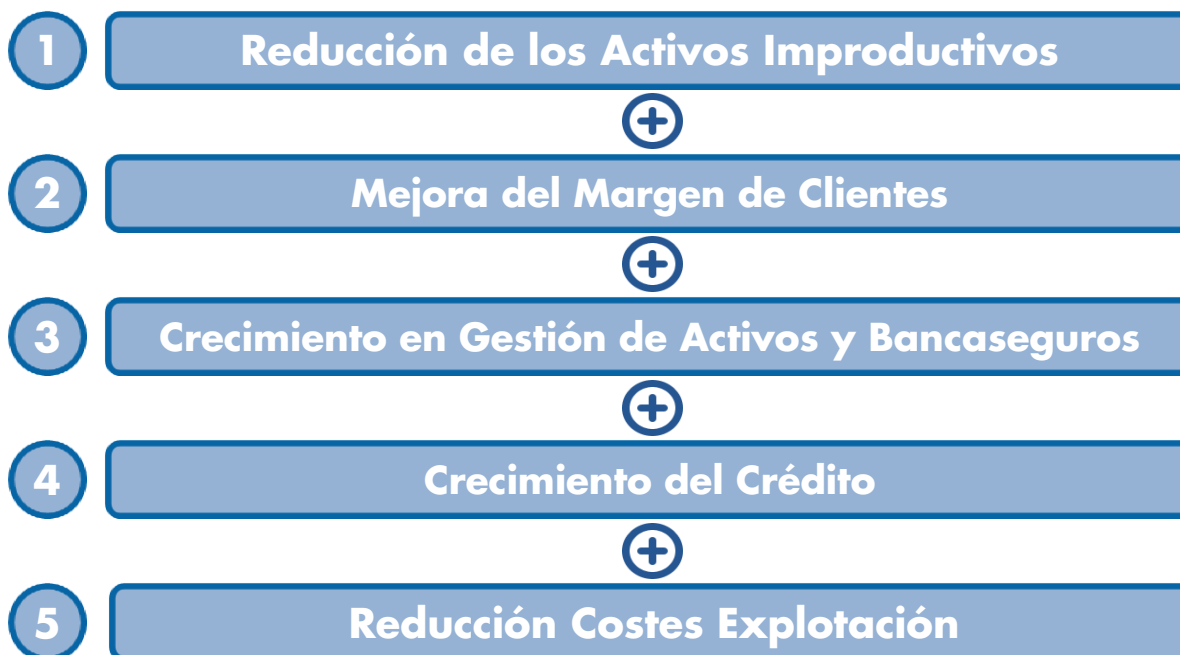 1 Reducción de los Activos Improductivos
+
2 Mejora del Margen de Clientes
+
3 Crecimiento en Gestión de Activos y Bancaseguros
+
4 Crecimiento del Crédito
+
5 Reducción Costes Explotación